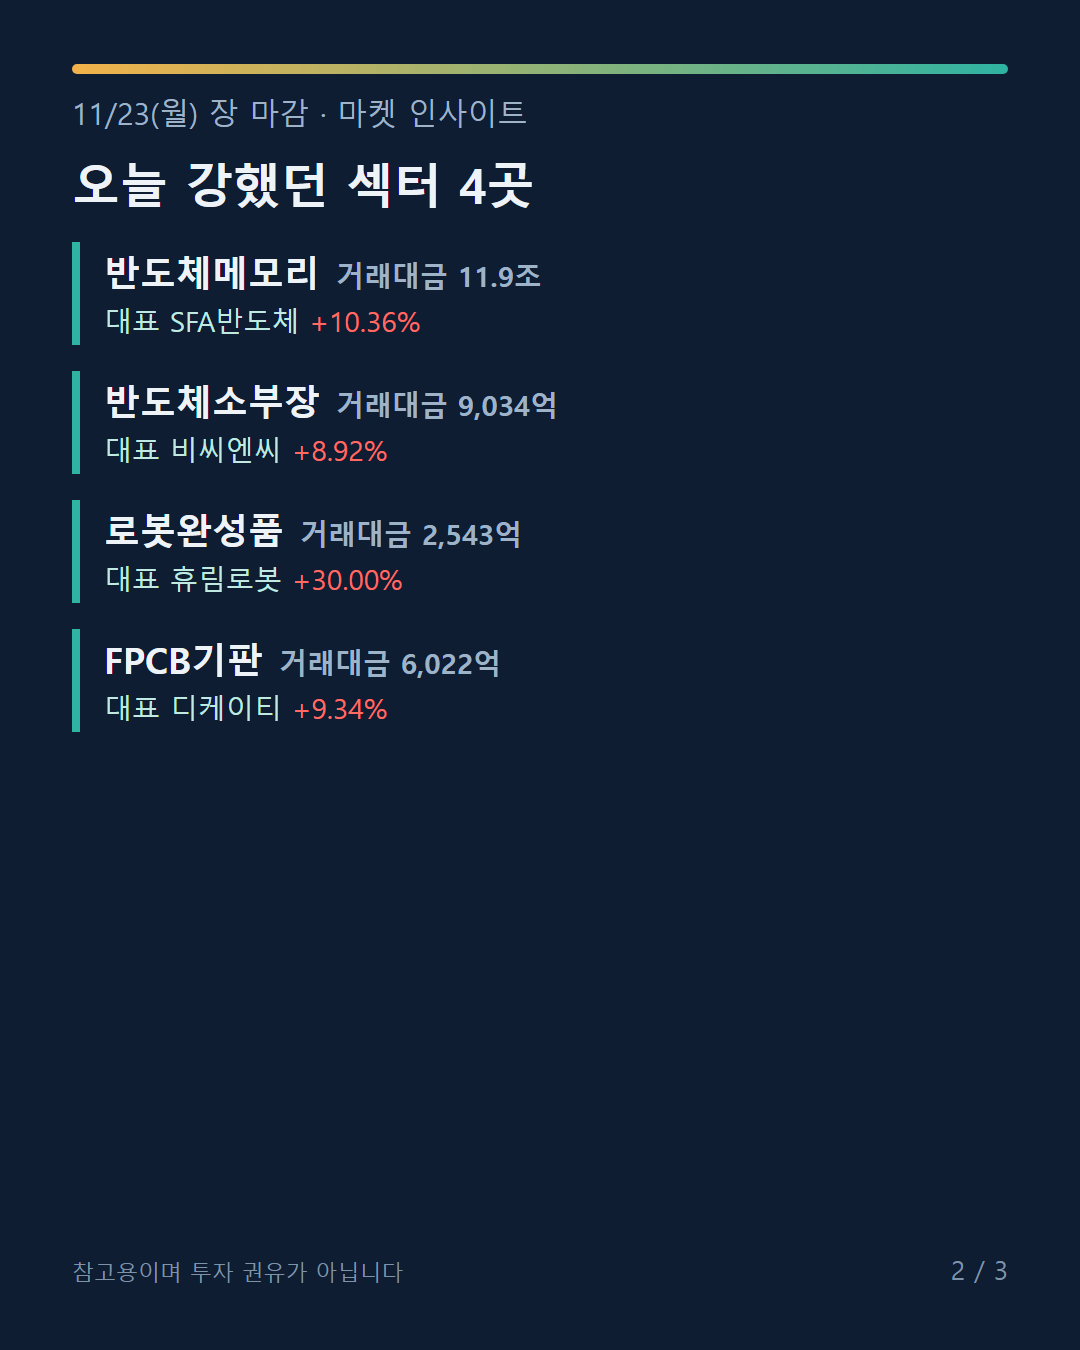 11/23(월) 장 마감 · 마켓 인사이트
오늘 강했던 섹터 4곳
반도체메모리 거래대금 11.9조
대표 SFA반도체 +10.36%
반도체소부장 거래대금 9,034억
대표 비씨엔씨 +8.92%
로봇완성품 거래대금 2,543억
대표 휴림로봇 +30.00%
FPCB기판 거래대금 6,022억
대표 디케이티 +9.34%
참고용이며 투자 권유가 아닙니다
2 / 3